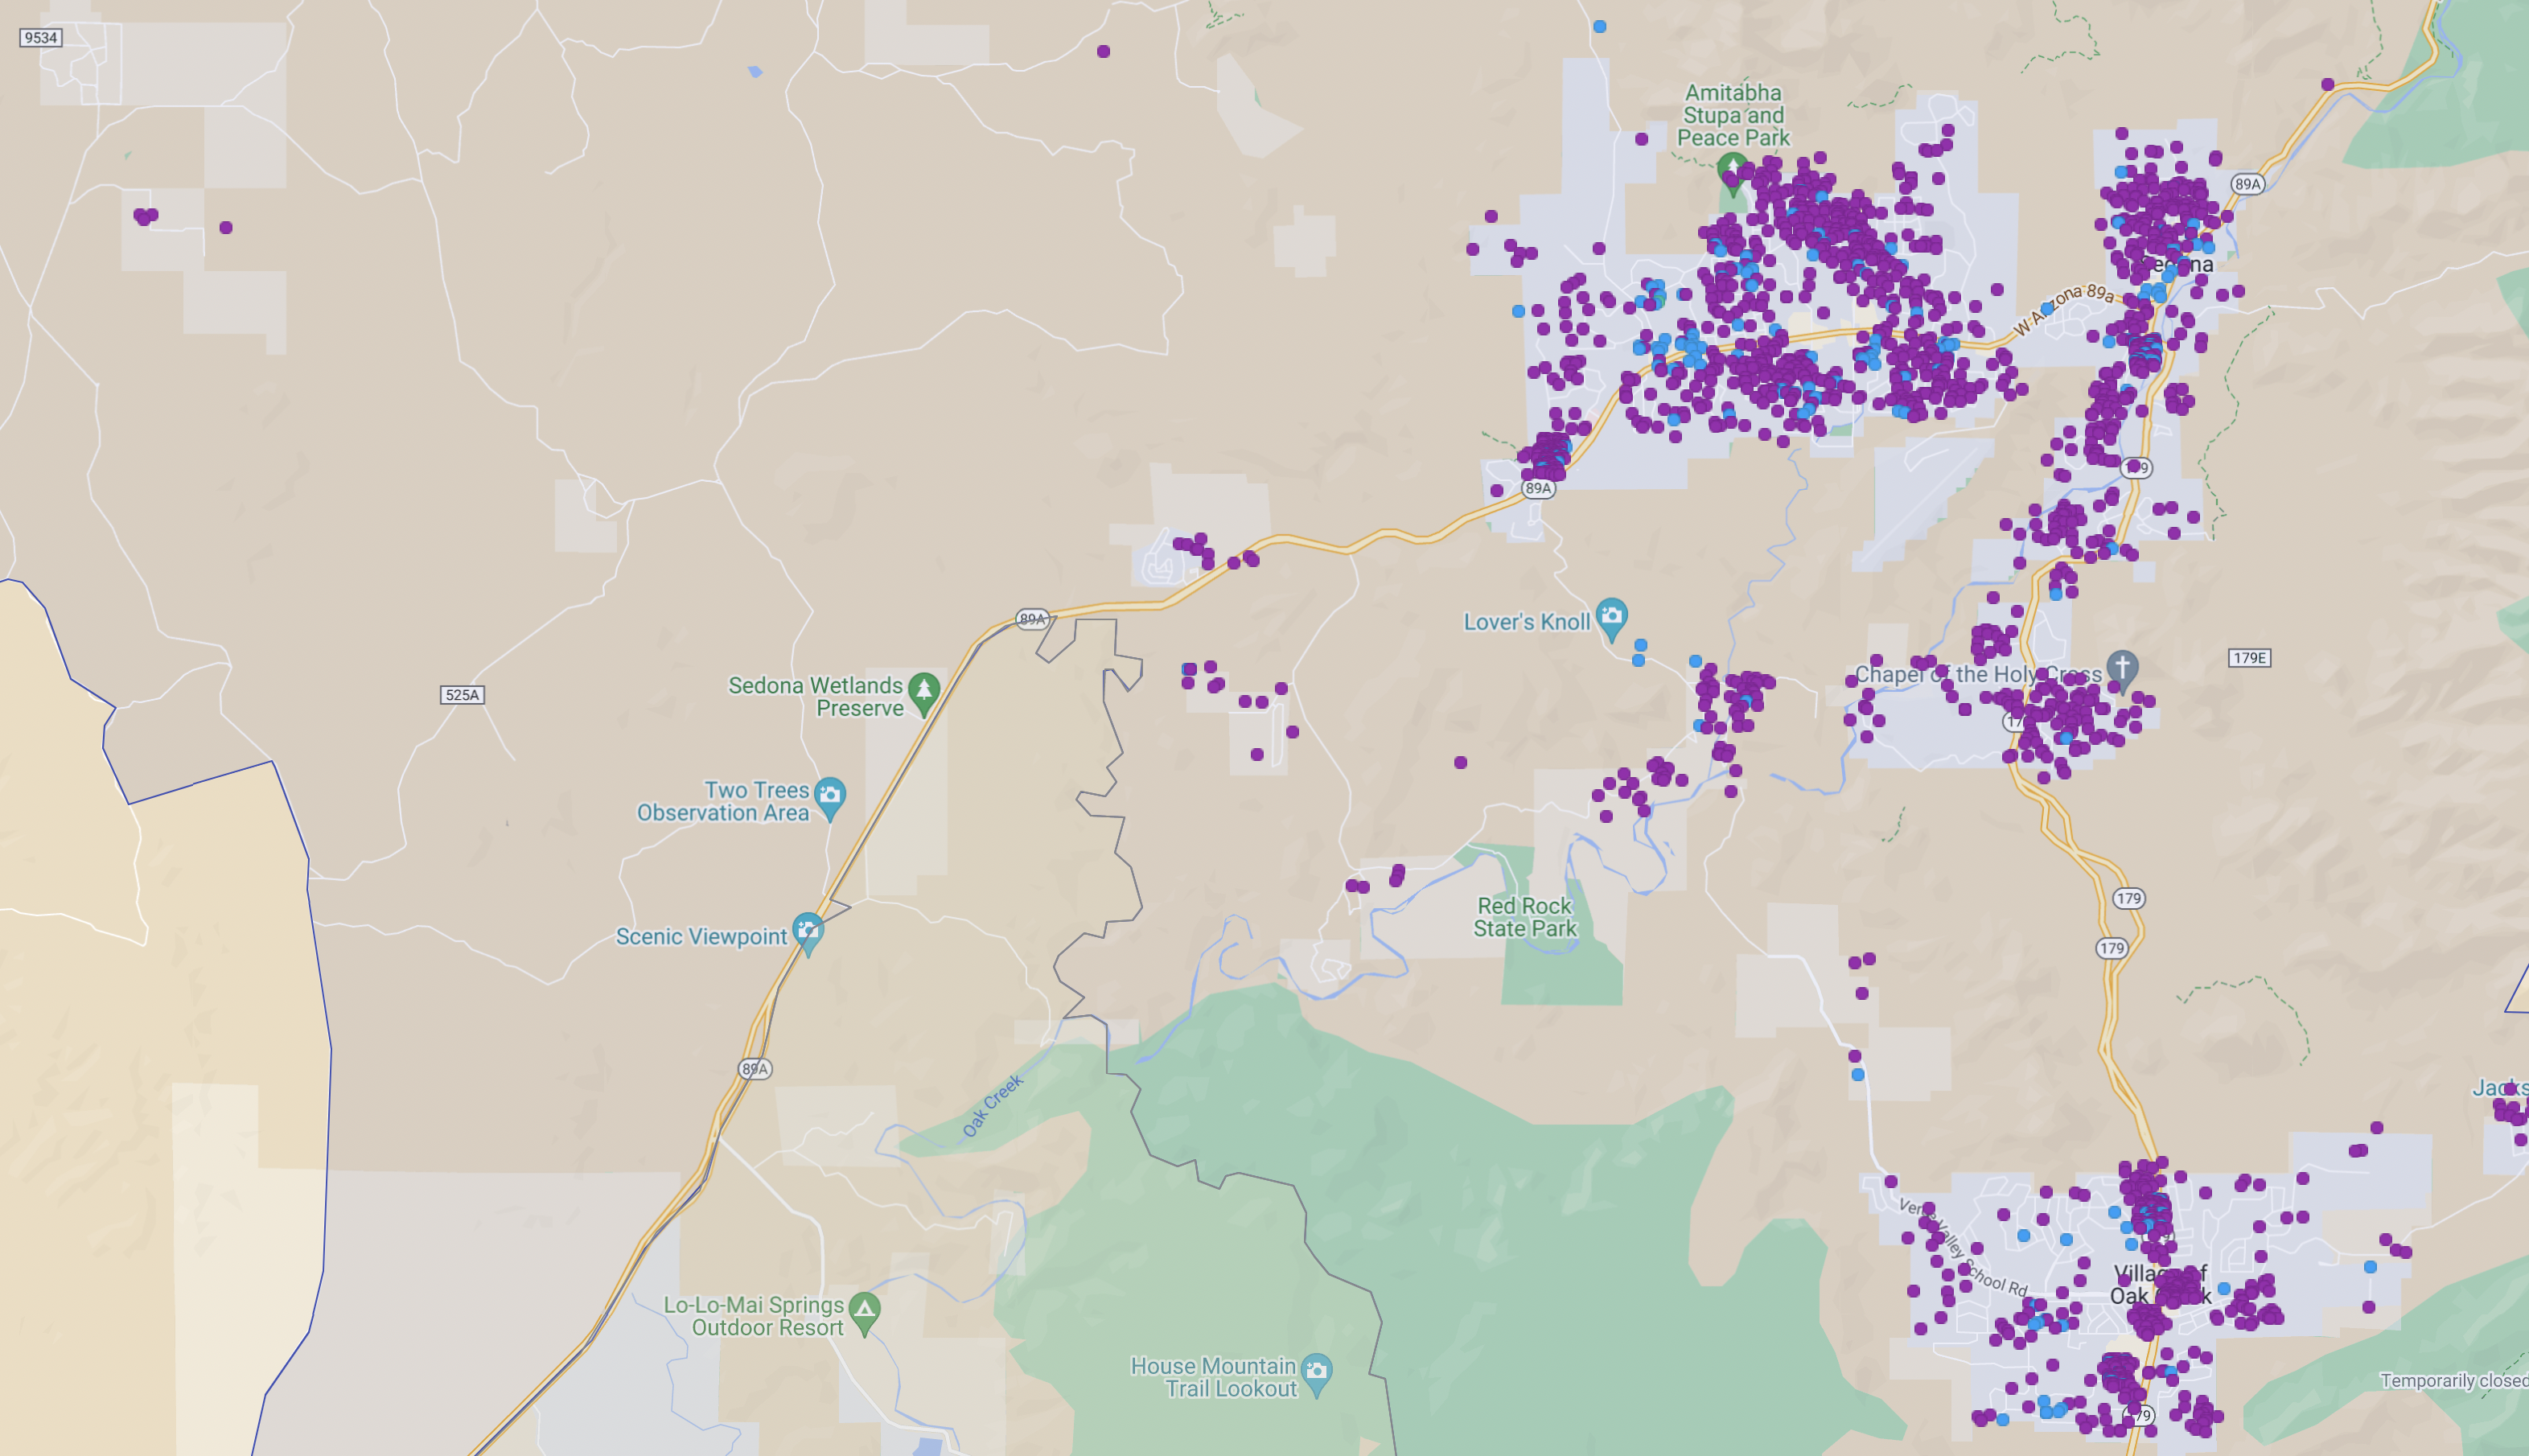 9534
Amitabha
Stupa and
Peace Park
89A
W Arizona 89a
Sedona
179
89A
Lover's Knoll
89A
Chapel of the Holy Cross
179E
Sedona Wetlands
Preserve
525A
17
Two Trees
Observation Area
Red Rock
State Park
179
Scenic Viewpoint
179
89A
Oak Creek
Jacks
Verde Valley School Rd
Village of
Oak Creek
Lo-Lo-Mai Springs
Outdoor Resort
House Mountain
Trail Lookout
Temporarily closed
179